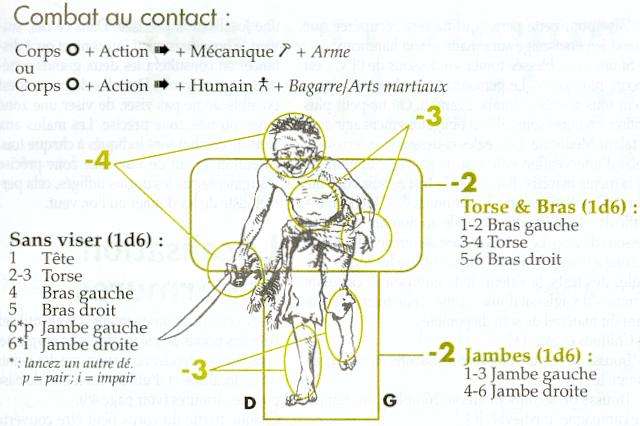 Combat au contact :
Corps + Action + Mécanique + Arme
ou
Corps + Action + Humain + Bagarre/Arts martiaux
-4
-3
-2
Torse & Bras (1d6) :
1-2 Bras gauche
3-4 Torse
5-6 Bras droit
Sans viser (1d6) :
1 Tête
2-3 Torse
4 Bras gauche
5 Bras droit
6*p Jambe gauche
6*i Jambe droite
* : lancez un autre dé.
p = pair ; i = impair
-3
-2
Jambes (1d6) :
1-3 Jambe gauche
4-6 Jambe droite
D
G